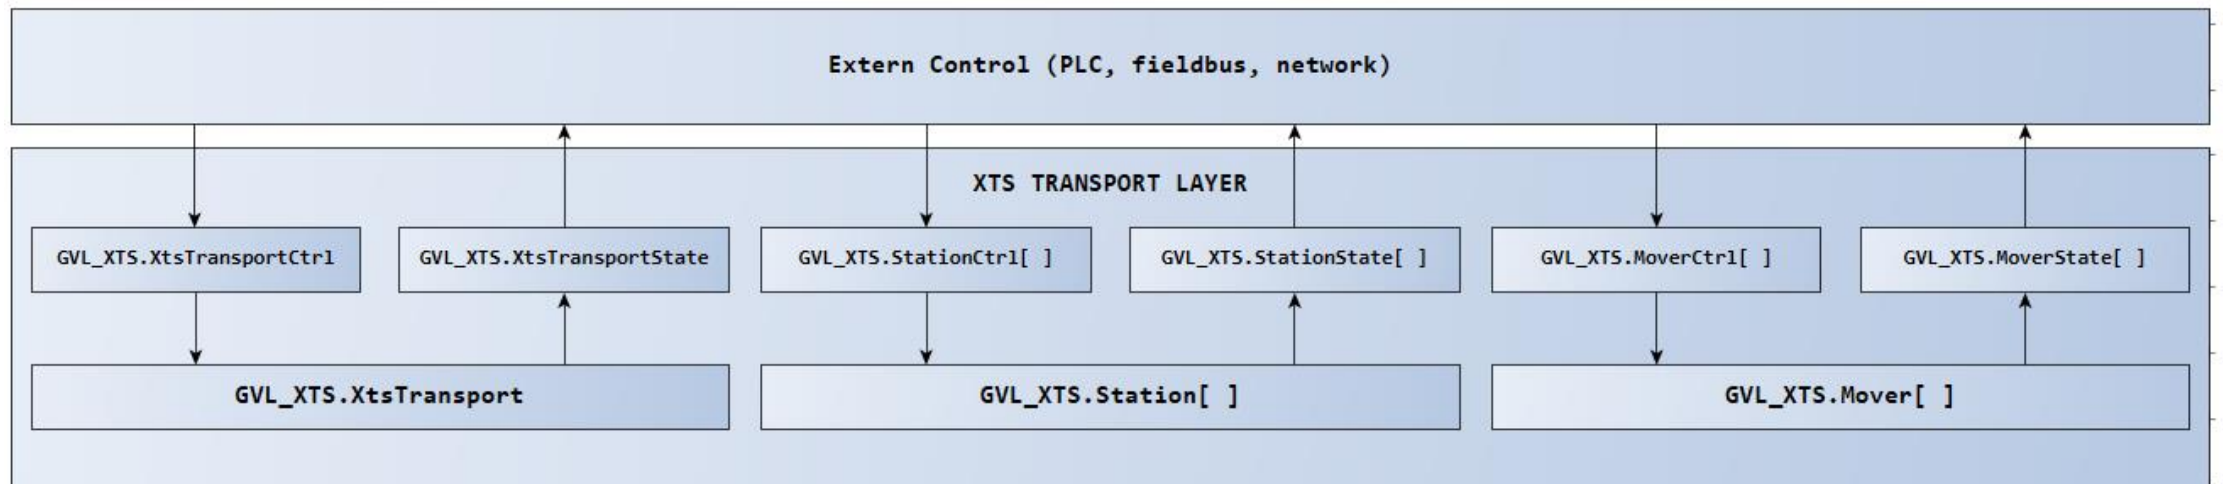 Extern Control (PLC, fieldbus, network)
XTS TRANSPORT LAYER
GVL_XTS.XtsTransportCtrl
GVL_XTS.XtsTransportState
GVL_XTS.StationCtrl[ ]
GVL_XTS.StationState[ ]
GVL_XTS.MoverCtrl[ ]
GVL_XTS.MoverState[ ]
GVL_XTS.XtsTransport
GVL_XTS.Station[ ]
GVL_XTS.Mover[ ]